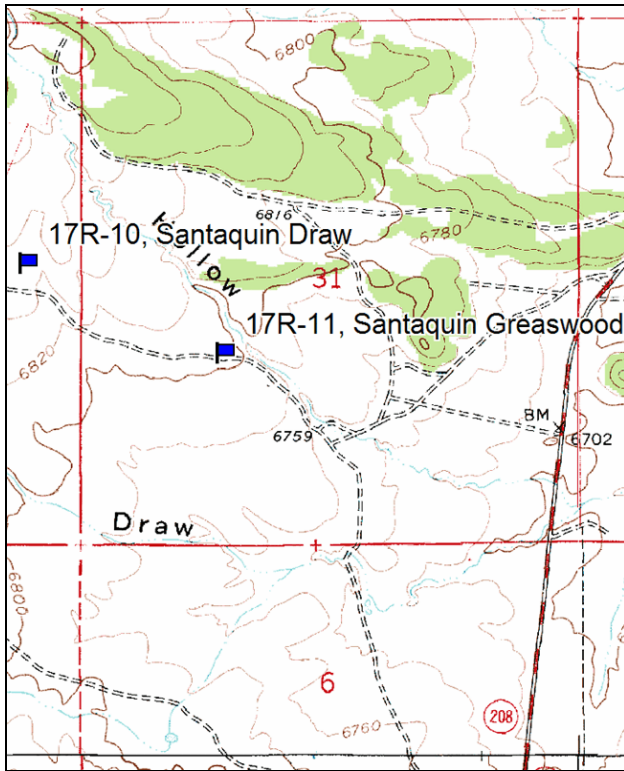 6800
6816
6780
17R-10, Santaquin Draw
Hollow
31
17R-11, Santaquin Greaswood
6820
BM
6759
6702
Draw
6800
6
208
6760